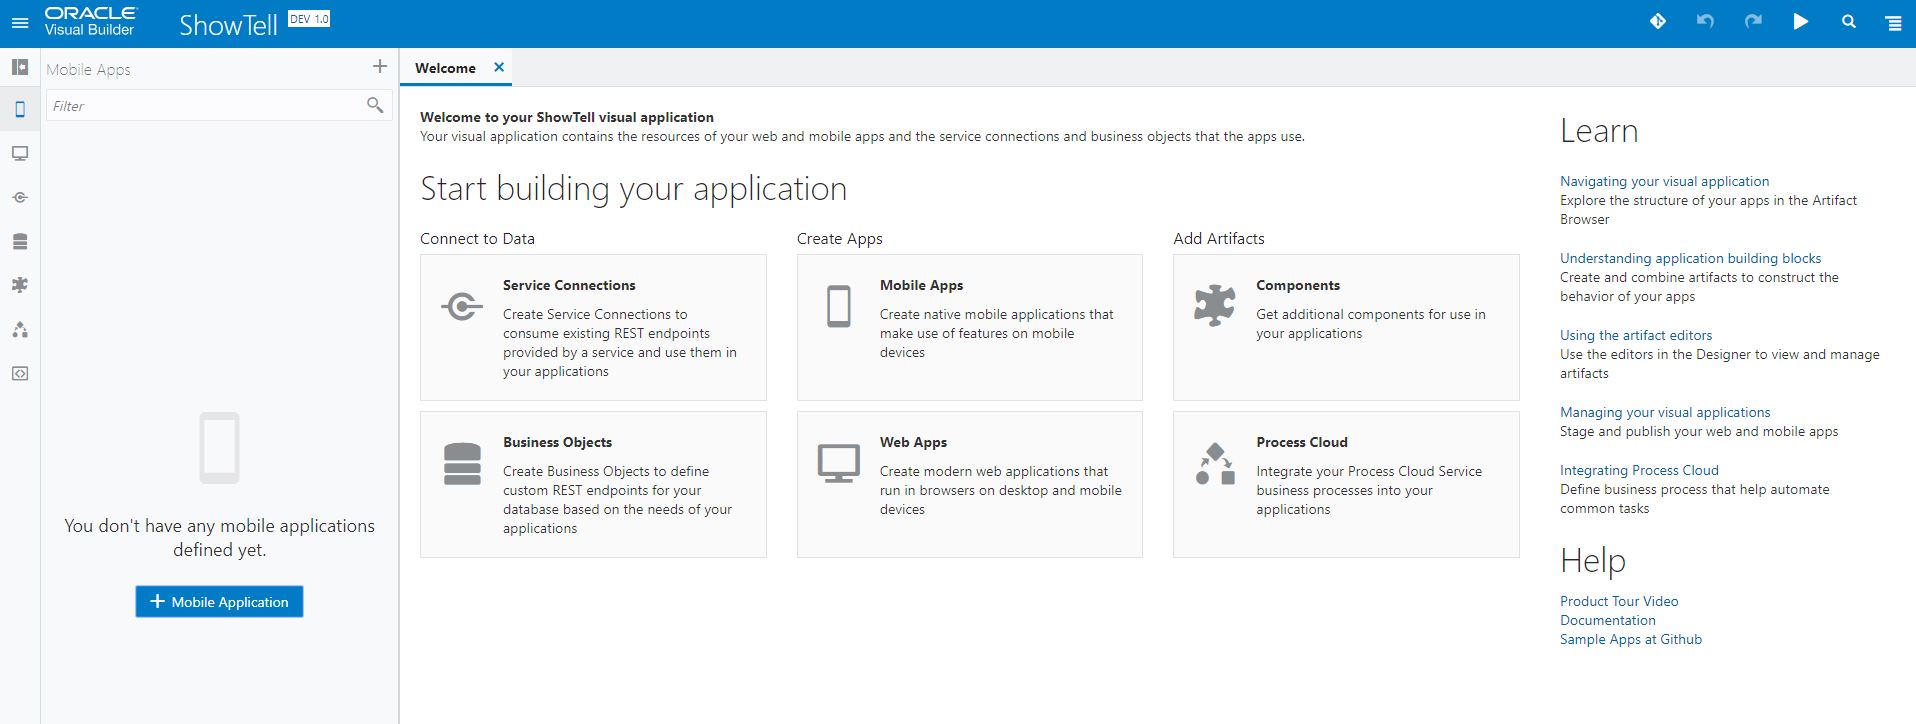 ORACLE
Visual Builder
ShowTell DEV 1.0
Mobile Apps
Filter
You don't have any mobile applications
defined yet.
Mobile Application
Welcome
Welcome to your ShowTell visual application
Your visual application contains the resources of your web and mobile apps and the service connections and business objects that the apps use.
Start building your application
Connect to Data
Service Connections
Create Service Connections to
consume existing REST endpoints
provided by a service and use them in
your applications
Business Objects
Create Business Objects to define
custom REST endpoints for your
database based on the needs of your
applications
Create Apps
Mobile Apps
Create native mobile applications that
make use of features on mobile
devices
Web Apps
Create modern web applications that
run in browsers on desktop and mobile
devices
Add Artifacts
Components
Get additional components for use in
your applications
Process Cloud
Integrate your Process Cloud Service
business processes into your
applications
Learn
Navigating your visual application
Explore the structure of your apps in the Artifact
Browser
Understanding application building blocks
Create and combine artifacts to construct the
behavior of your apps
Using the artifact editors
Use the editors in the Designer to view and manage
artifacts
Managing your visual applications
Stage and publish your web and mobile apps
Integrating Process Cloud
Define business process that help automate
common tasks
Help
Product Tour Video
Documentation
Sample Apps at Github